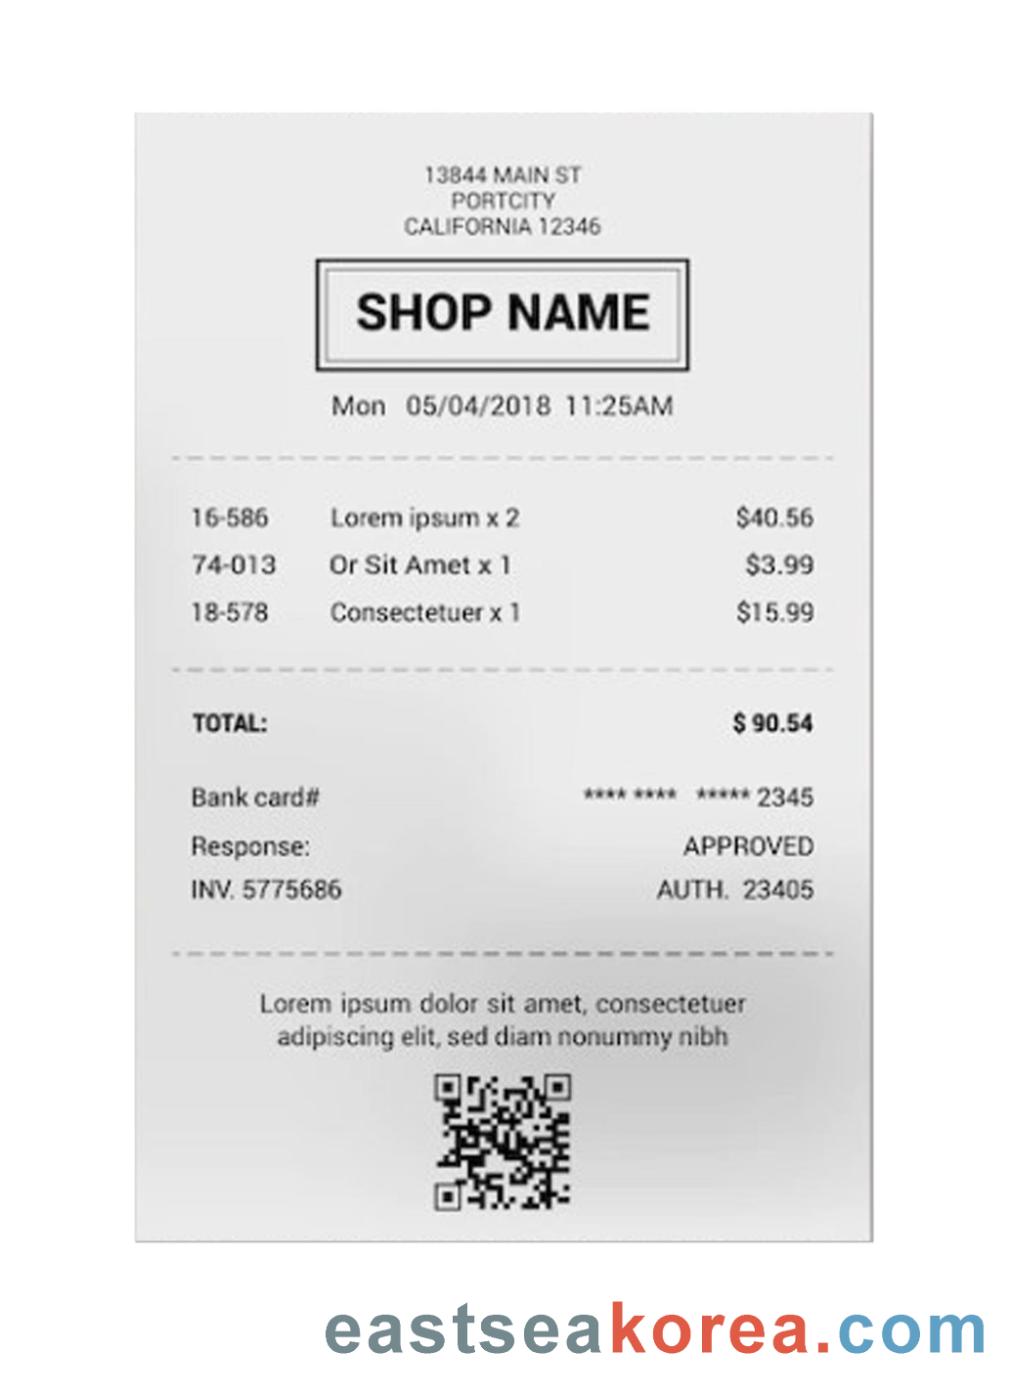 13844 MAIN ST
PORTCITY
CALIFORNIA 12346
SHOP NAME
Mon 05/04/2018 11:25AM
16-586 Lorem ipsum x 2 $40.56
74-013 Or Sit Amet x 1 $3.99
18-578 Consectetuer x 1 $15.99
TOTAL: $ 90.54
Bank card# **** **** ***** 2345
Response: APPROVED
INV. 5775686 AUTH. 23405
Lorem ipsum dolor sit amet, consectetuer
adipiscing elit, sed diam nonummy nibh
eastseakorea.com